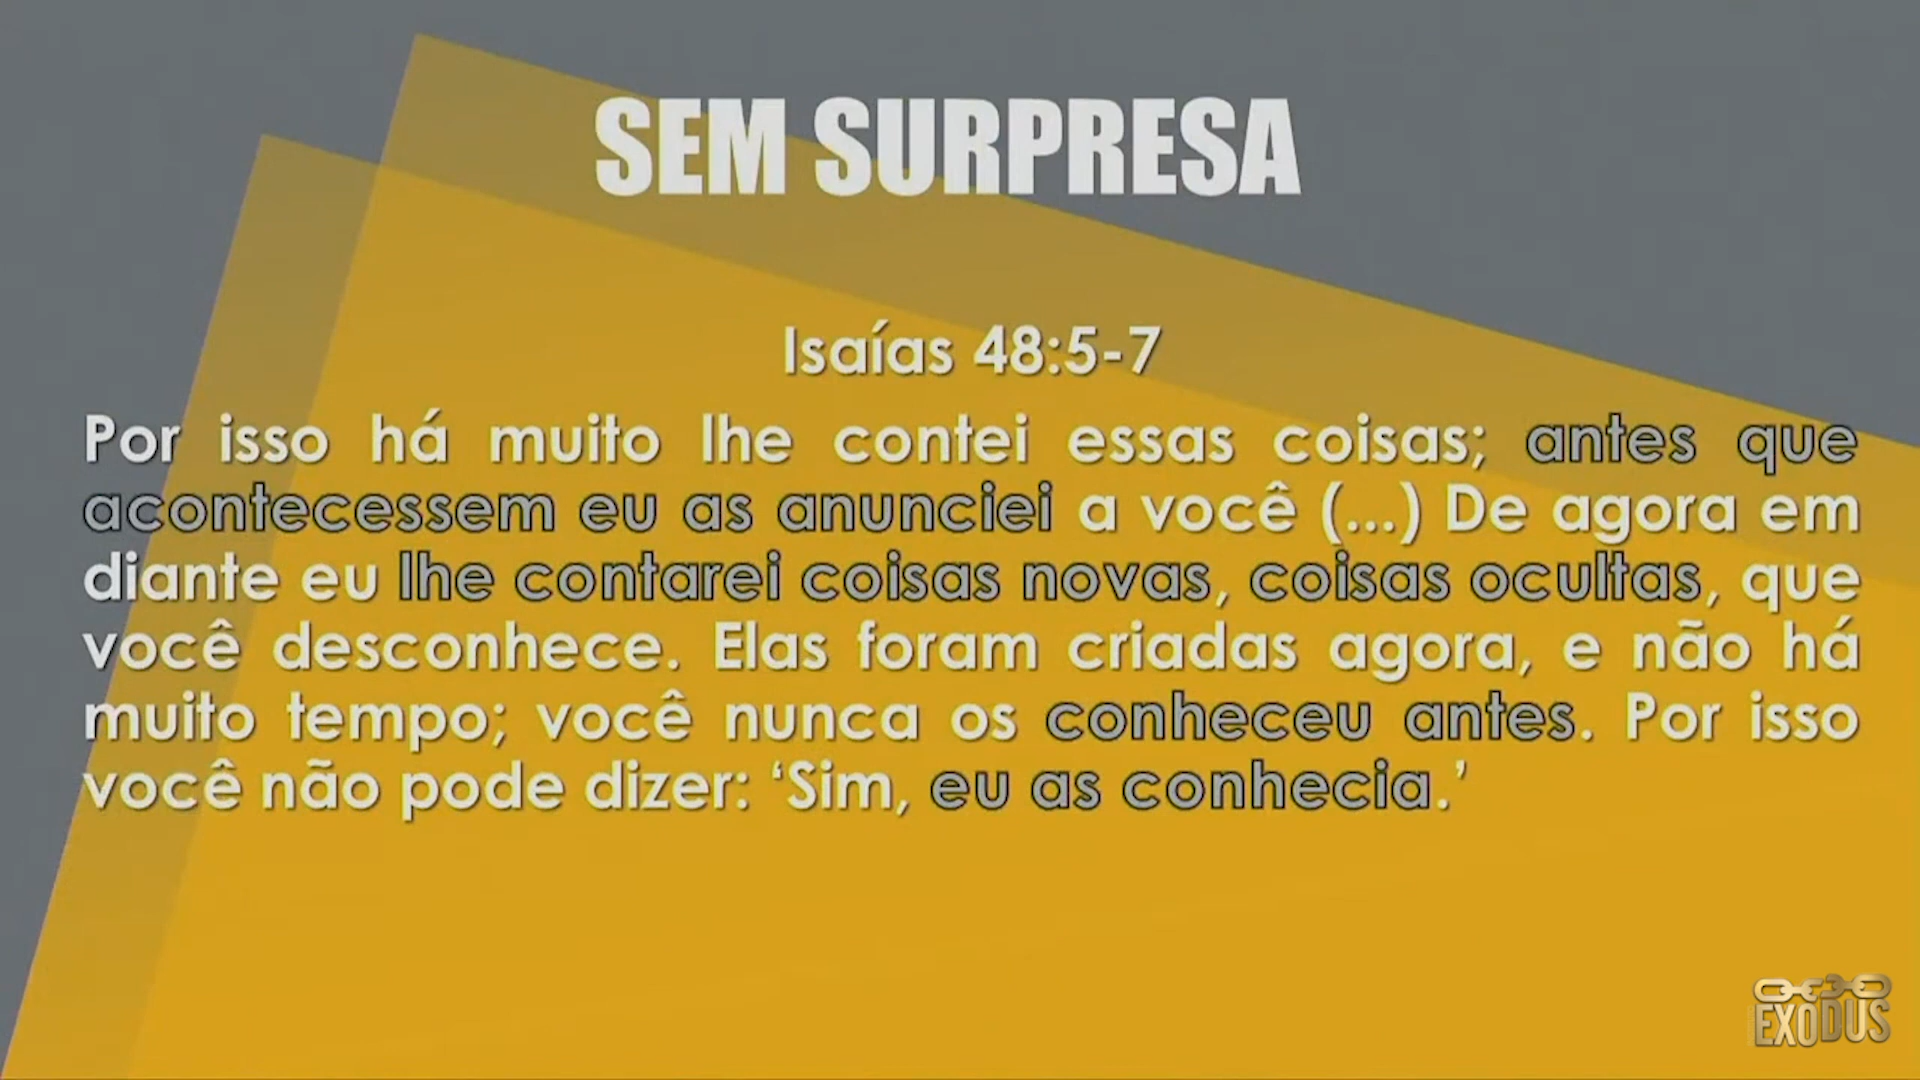 SEM SURPRESA
Isaías 48:5-7
Por isso há muito lhe contei essas coisas; antes que
acontecessem eu as anunciei a você (...) De agora em
diante eu lhe contarei coisas novas, coisas ocultas, que
você desconhece. Elas foram criadas agora, e não há
muito tempo; você nunca os conheceu antes. Por isso
você não pode dizer: ‘Sim, eu as conhecia.’
EXODUS